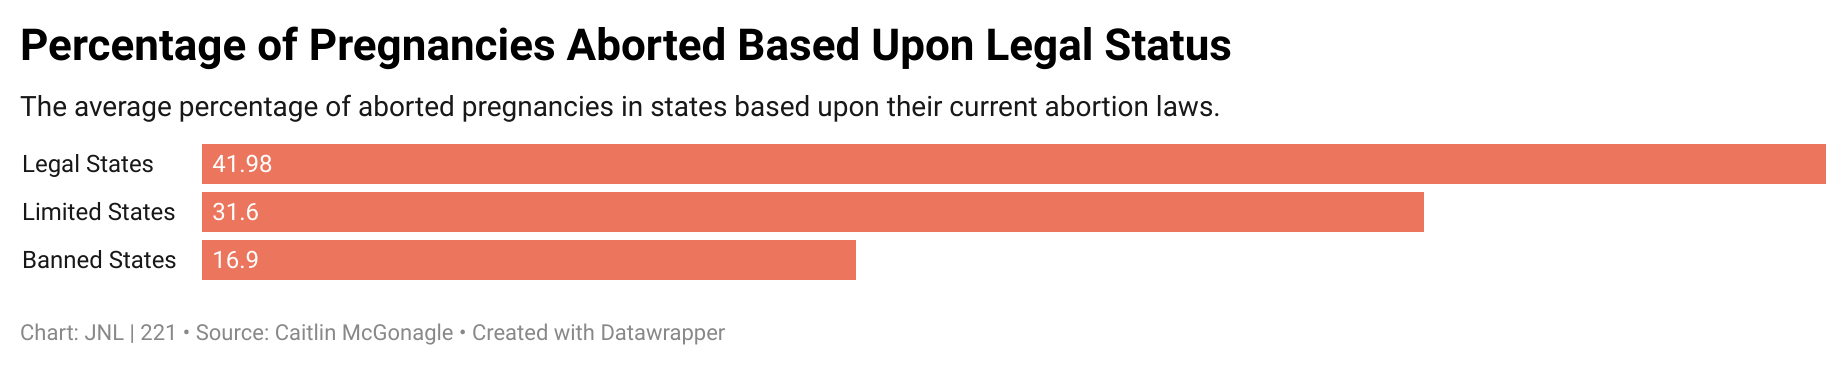 Percentage of Pregnancies Aborted Based Upon Legal Status
The average percentage of aborted pregnancies in states based upon their current abortion laws.
Legal States 41.98
Limited States 31.6
Banned States 16.9
Chart: JNL | 221 • Source: Caitlin McGonagle • Created with Datawrapper